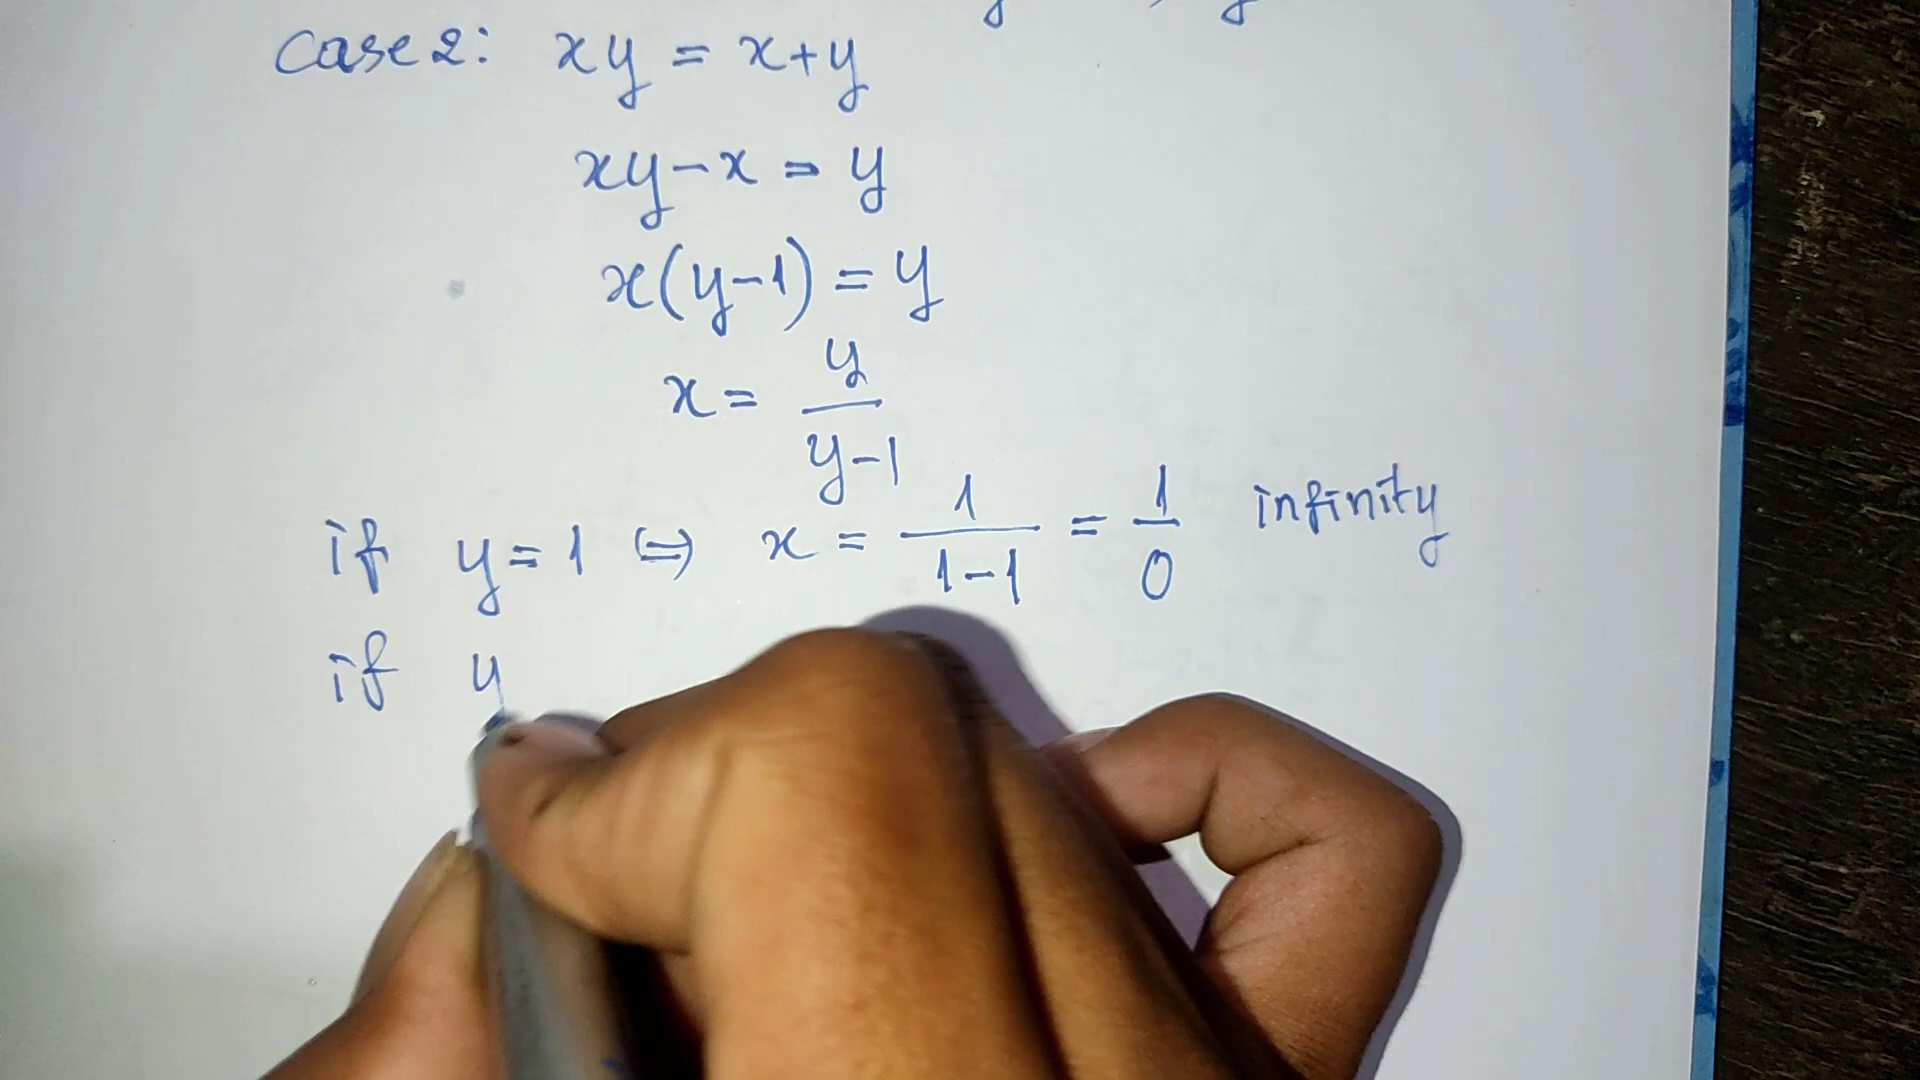 Case 2: xy = x+y
xy-x = y
x(y-1) = y
x = y/(y-1)
if y = 1 ⇔ x = 1/(1-1) = 1/0 infinity
if y